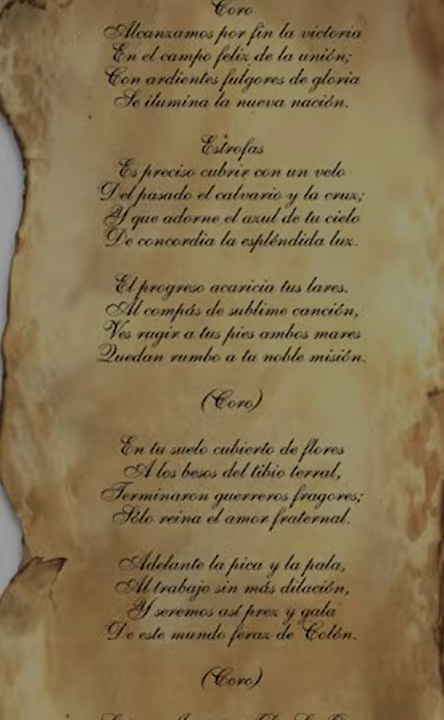 Coro
Alcanzamos por fin la victoria
En el campo feliz de la unión;
Con ardientes fulgores de gloria
Se ilumina la nueva nación.
Estrofas
Es preciso cubrir con un velo
Del pasado el calvario y la cruz;
Y que adorne el azul de tu cielo
De concordia la espléndida luz.
El progreso acaricia tus lares.
Al compás de sublime canción,
Ves rugir a tus pies ambos mares
Quedan rumbo a tu noble misión.
(Coro)
En tu suelo cubierto de flores
A los besos del tibio terral,
Terminaron guerreros fragores;
Sólo reina el amor fraternal.
Adelante la pica y la pala,
Al trabajo sin más dilación,
Y seremos así prez y gala
De este mundo feraz de Colón.
(Coro)